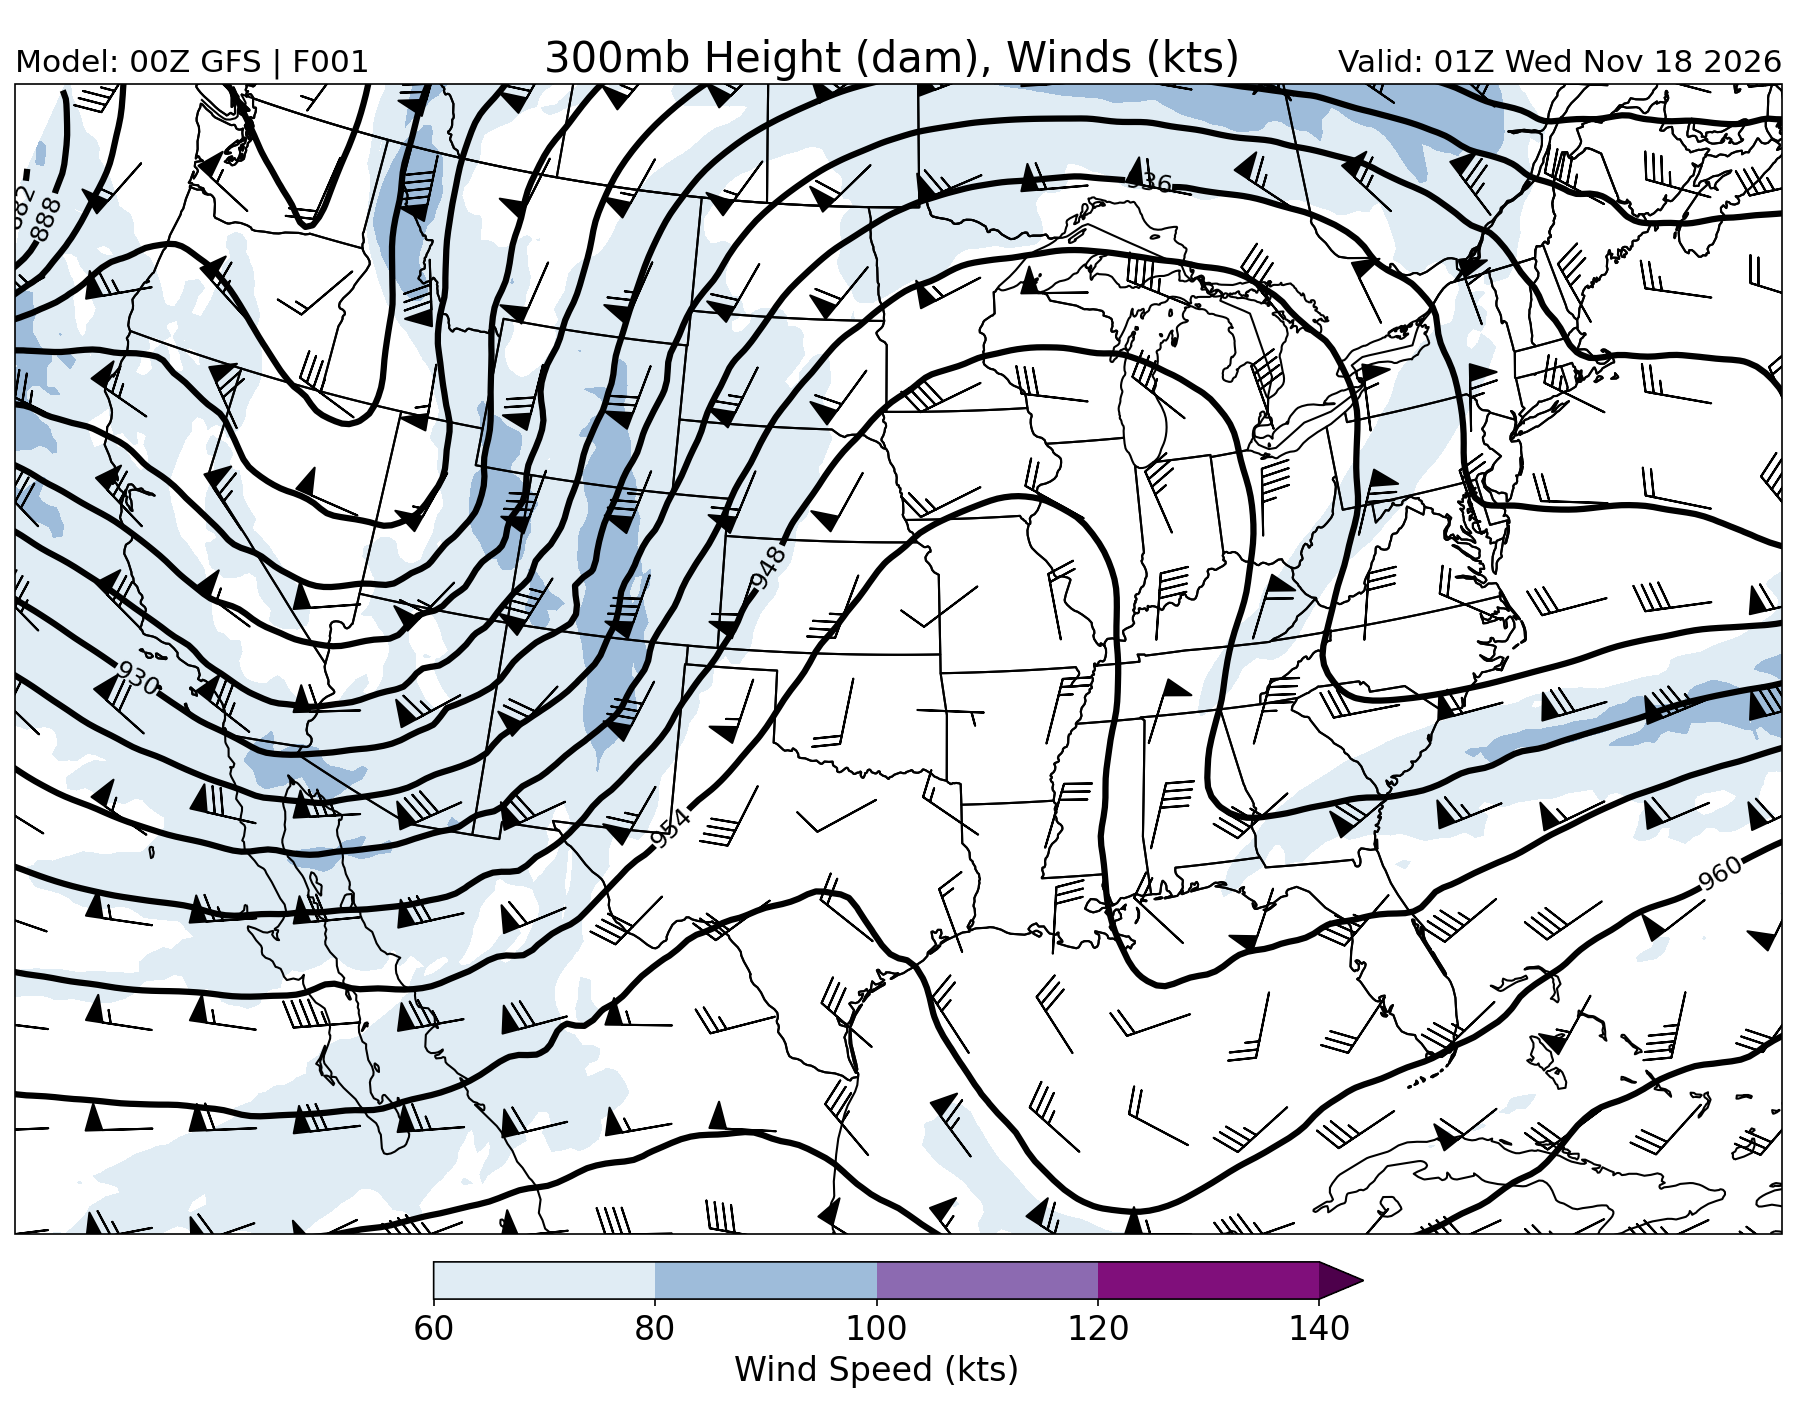 Model: 00Z GFS | F001
300mb Height (dam), Winds (kts)
Valid: 01Z Wed Nov 18 2026
888
936
948
930
954
960
60 80 100 120 140
Wind Speed (kts)